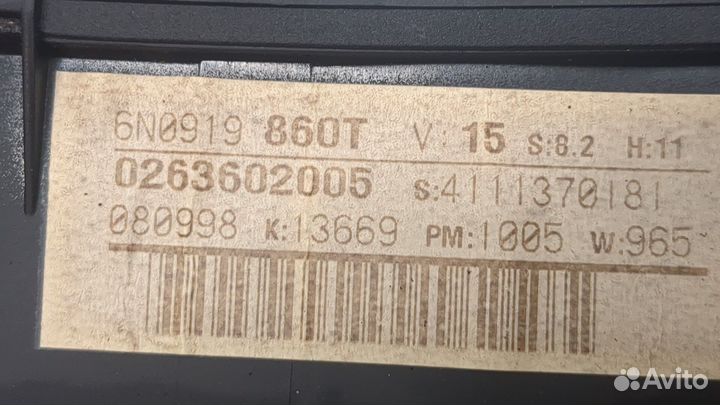 6N0919 860T V: 15 S:8.2 H:11
0263602005 S:4111370181
080998 K:13669 PM:1005 W:965
Avito